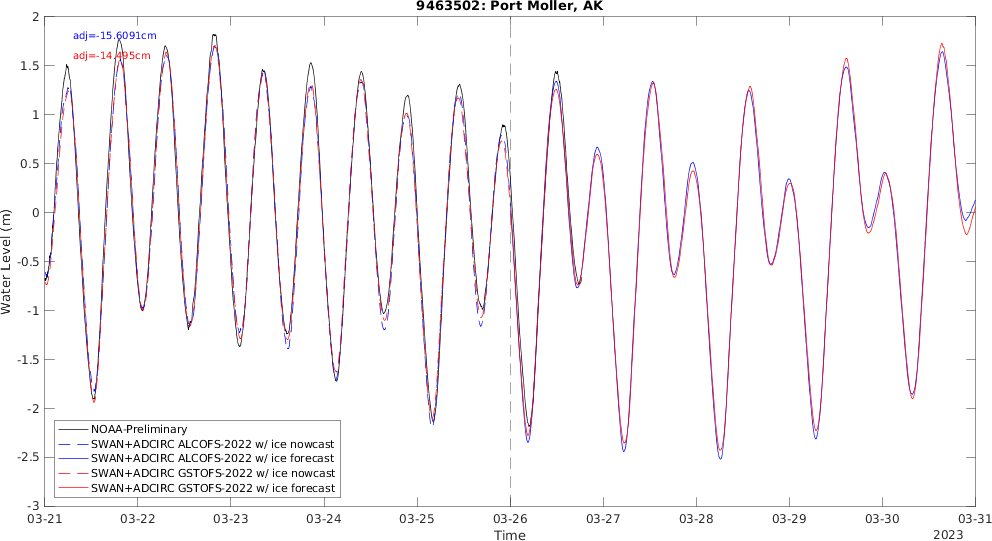 9463502: Port Moller, AK
2
1.5
1
0.5
0
-0.5
-1
-1.5
-2
-2.5
-3
Water Level (m)
adj=-15.6091cm
adj=-14.495cm
NOAA-Preliminary
SWAN+ADCIRC ALCOFS-2022 w/ ice nowcast
SWAN+ADCIRC ALCOFS-2022 w/ ice forecast
SWAN+ADCIRC GSTOFS-2022 w/ ice nowcast
SWAN+ADCIRC GSTOFS-2022 w/ ice forecast
03-21 03-22 03-23 03-24 03-25 03-26 03-27 03-28 03-29 03-30 03-31
Time
2023